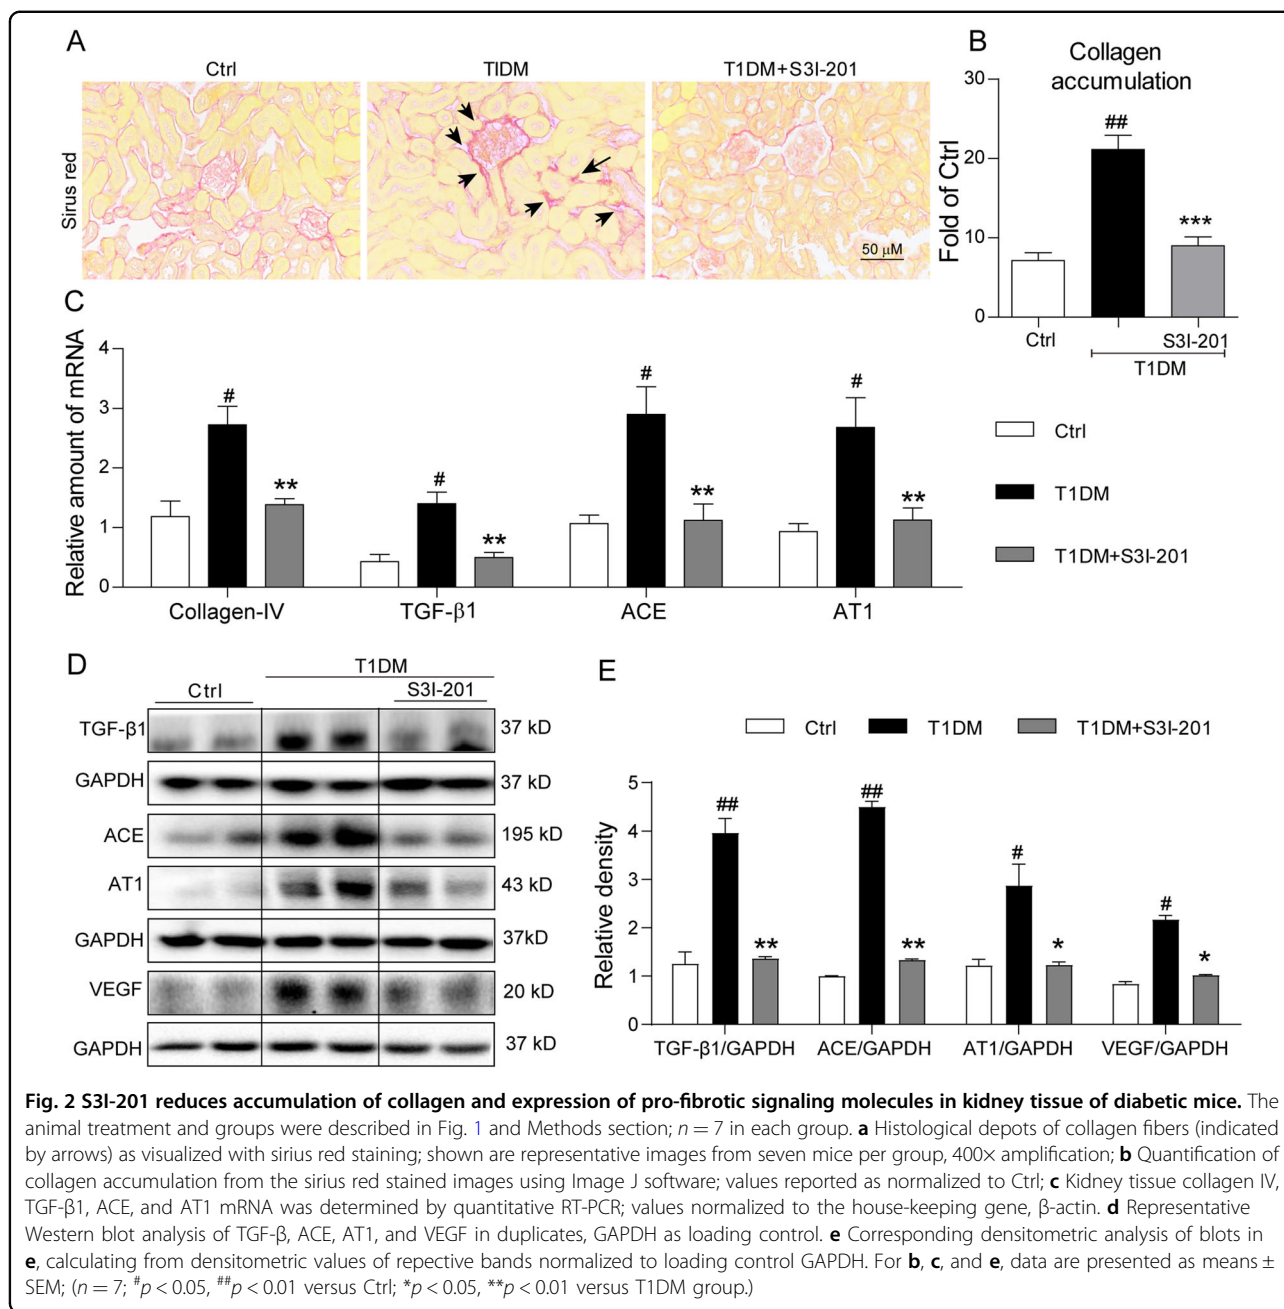 A
Ctrl
TIDM
T1DM+S3I-201
Sirus red
50 µM
B
Collagen
accumulation
Fold of Ctrl
30
20
10
0
##
***
Ctrl
S3I-201
T1DM
C
Relative amount of mRNA
4
3
2
1
0
#
**
#
**
#
**
#
**
Collagen-IV
TGF-β1
ACE
AT1
Ctrl
T1DM
T1DM+S3I-201
D
T1DM
Ctrl
S3I-201
TGF-β1
37 kD
GAPDH
37 kD
ACE
195 kD
AT1
43 kD
GAPDH
37kD
VEGF
20 kD
GAPDH
37 kD
E
Ctrl
T1DM
T1DM+S3I-201
Relative density
5
4
3
2
1
0
##
**
##
**
#
*
#
*
TGF-β1/GAPDH
ACE/GAPDH
AT1/GAPDH
VEGF/GAPDH
Fig. 2 S3I-201 reduces accumulation of collagen and expression of pro-fibrotic signaling molecules in kidney tissue of diabetic mice. The
animal treatment and groups were described in Fig. 1 and Methods section; n = 7 in each group. a Histological depots of collagen fibers (indicated
by arrows) as visualized with sirius red staining; shown are representative images from seven mice per group, 400× amplification; b Quantification of
collagen accumulation from the sirius red stained images using Image J software; values reported as normalized to Ctrl; c Kidney tissue collagen IV,
TGF-β1, ACE, and AT1 mRNA was determined by quantitative RT-PCR; values normalized to the house-keeping gene, β-actin. d Representative
Western blot analysis of TGF-β, ACE, AT1, and VEGF in duplicates, GAPDH as loading control. e Corresponding densitometric analysis of blots in
e, calculating from densitometric values of repective bands normalized to loading control GAPDH. For b, c, and e, data are presented as means ±
SEM; (n = 7; #p < 0.05, ##p < 0.01 versus Ctrl; *p < 0.05, **p < 0.01 versus T1DM group.)